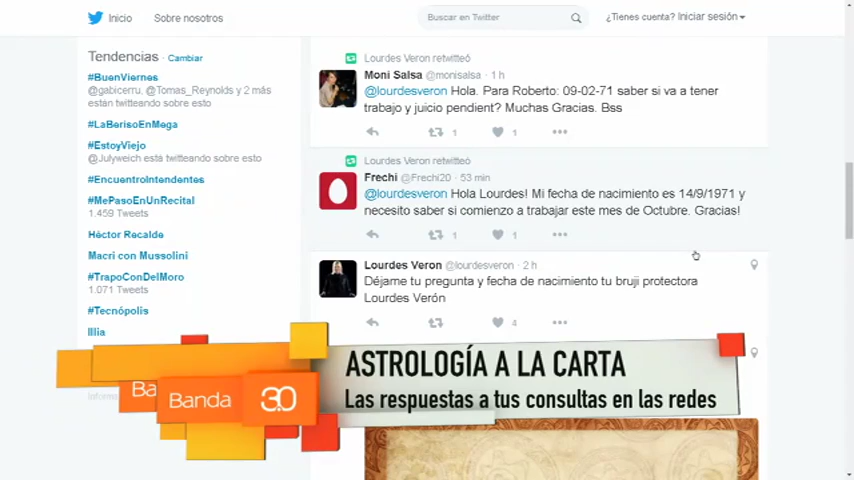 Inicio Sobre nosotros Buscar en Twitter ¿Tienes cuenta? Iniciar sesión
Tendencias · Cambiar
#BuenViernes
@gabicerru, @Tomas_Reynolds y 2 más
están twitteando sobre esto
#LaBerisoEnMega
#EstoyViejo
@Julyweich está twitteando sobre esto
#EncuentroIntendentes
#MePasoEnUnRecital
1.459 Tweets
Héctor Recalde
Macri con Mussolini
#TrapoConDelMoro
1.071 Tweets
#Tecnópolis
Illia
Lourdes Veron retwitteó
Moni Salsa @monisalsa · 1 h
@lourdesveron Hola. Para Roberto: 09-02-71 saber si va a tener
trabajo y juicio pendient? Muchas Gracias. Bss
1 1
Lourdes Veron retwitteó
Frechi @Frechi20 · 53 min
@lourdesveron Hola Lourdes! Mi fecha de nacimiento es 14/9/1971 y
necesito saber si comienzo a trabajar este mes de Octubre. Gracias!
1 1
Lourdes Veron @lourdesveron · 2 h
Déjame tu pregunta y fecha de nacimiento tu bruji protectora
Lourdes Verón
4
Ba
Banda 3.0
ASTROLOGÍA A LA CARTA
Las respuestas a tus consultas en las redes